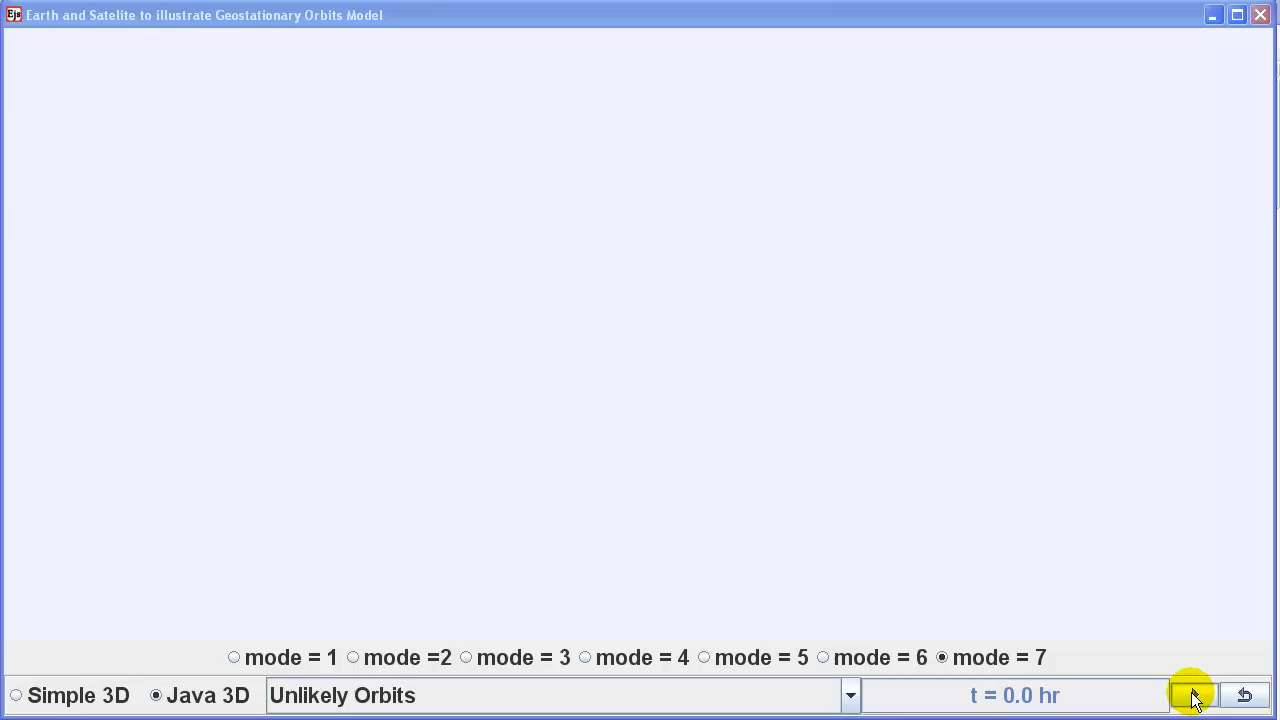 Ejs Earth and Satelite to illustrate Geostationary Orbits Model
mode = 1 mode =2 mode = 3 mode = 4 mode = 5 mode = 6 mode = 7
Simple 3D Java 3D Unlikely Orbits t = 0.0 hr